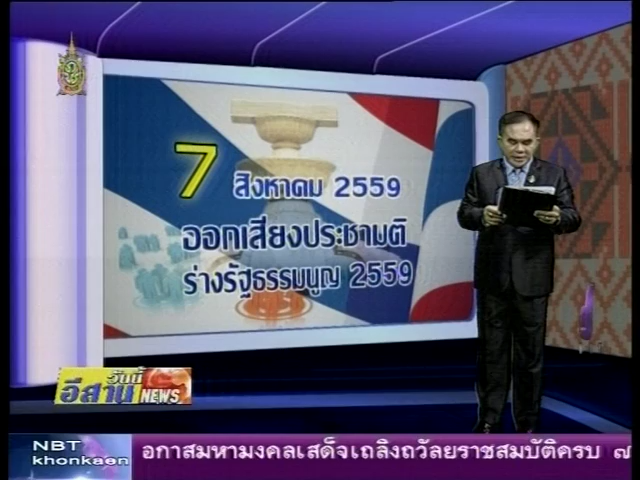 7 สิงหาคม 2559
ออกเสียงประชามติ
ร่างรัฐธรรมนูญ 2559
วันนี้
อีสาน NEWS
NBT
khonkaen
อกาสมหามงคลเสด็จเถลิงถวัลยราชสมบัติครบ ๗